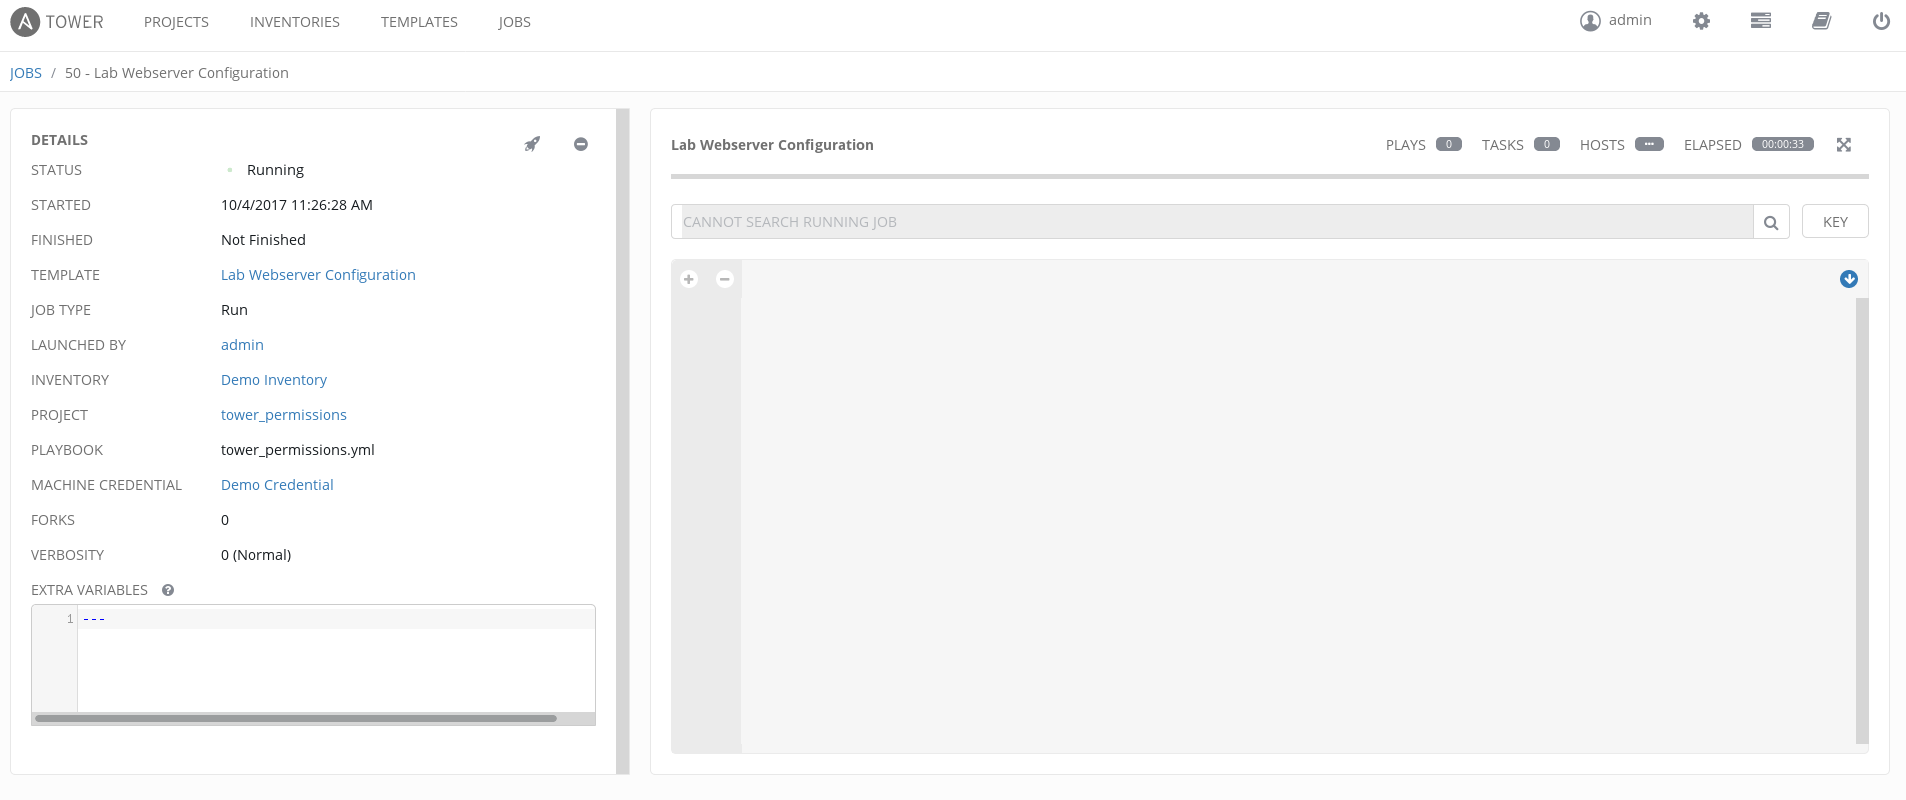 TOWER PROJECTS INVENTORIES TEMPLATES JOBS admin
JOBS / 50 - Lab Webserver Configuration
DETAILS
STATUS Running
STARTED 10/4/2017 11:26:28 AM
FINISHED Not Finished
TEMPLATE Lab Webserver Configuration
JOB TYPE Run
LAUNCHED BY admin
INVENTORY Demo Inventory
PROJECT tower_permissions
PLAYBOOK tower_permissions.yml
MACHINE CREDENTIAL Demo Credential
FORKS 0
VERBOSITY 0 (Normal)
EXTRA VARIABLES ?
1 ---
Lab Webserver Configuration PLAYS 0 TASKS 0 HOSTS ... ELAPSED 00:00:33
CANNOT SEARCH RUNNING JOB KEY